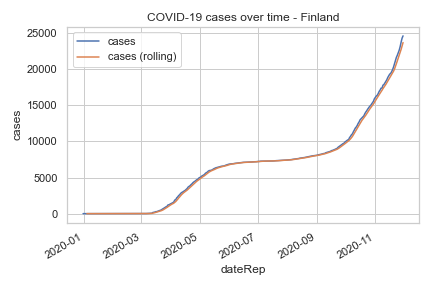 COVID-19 cases over time - Finland
cases
cases (rolling)
25000
20000
15000
10000
5000
0
cases
2020-01
2020-03
2020-05
2020-07
2020-09
2020-11
dateRep